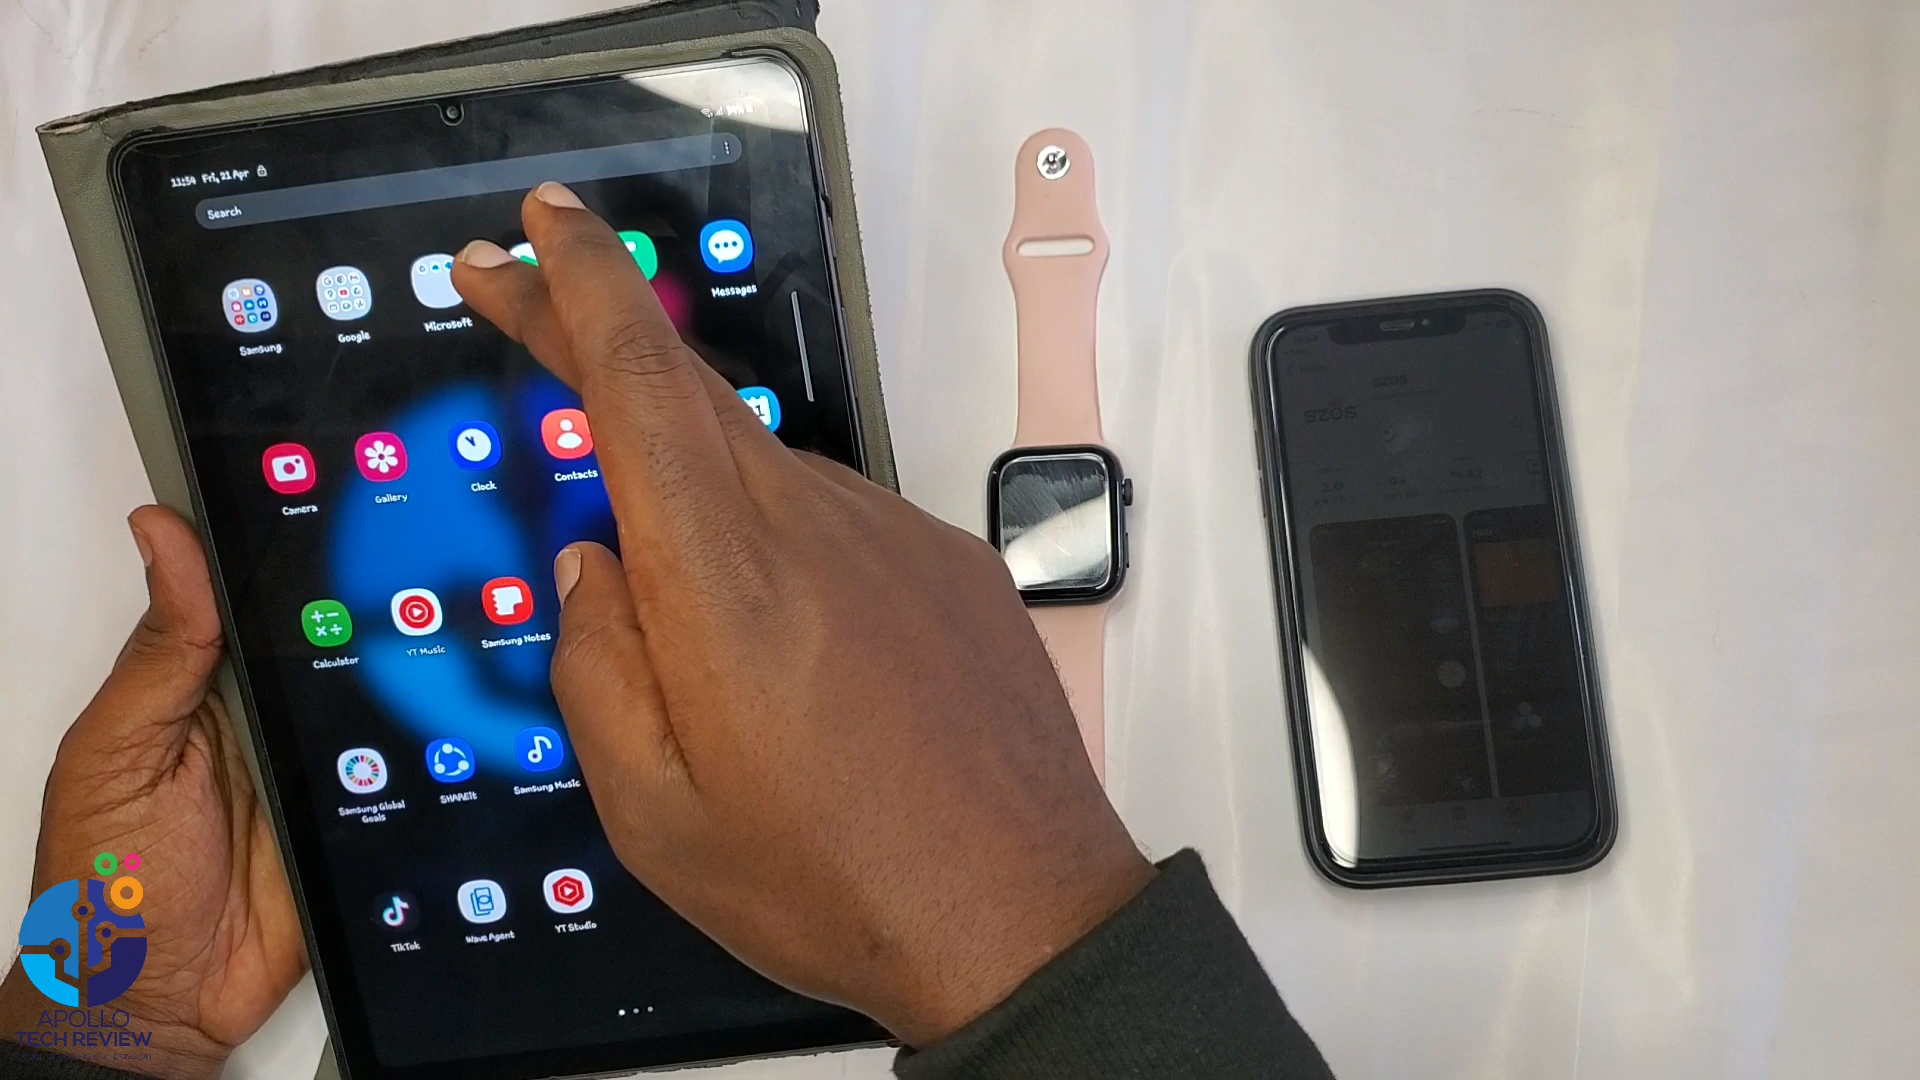 11:54 Fri, 21 Apr
Search
Samsung
Google
Microsoft
Messages
Camera
Gallery
Clock
Contacts
Calculator
YT Music
Samsung Notes
Samsung Global
Goals
SHAREit
Samsung Music
TikTok
Wave Agent
YT Studio
SZOS
SZOS
APOLLO
TECH REVIEW